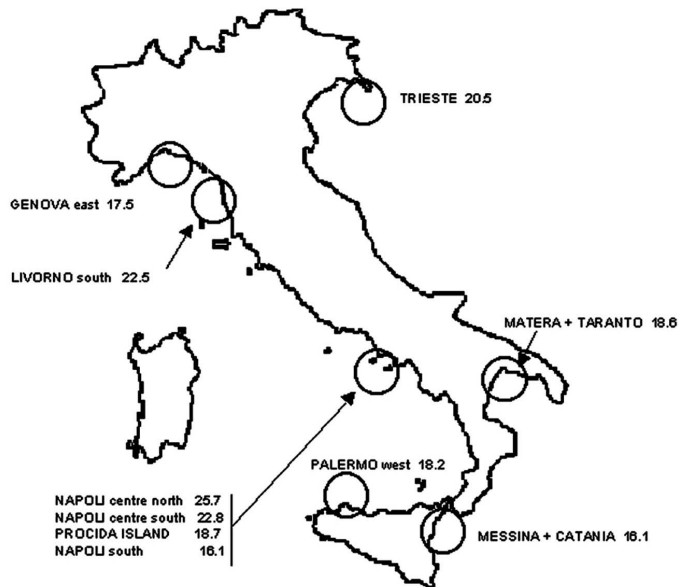 TRIESTE 20.5
GENOVA east 17.5
LIVORNO south 22.5
MATERA + TARANTO 18.6
PALERMO west 18.2
NAPOLI centre north 25.7
NAPOLI centre south 22.8
PROCIDA ISLAND 18.7
NAPOLI south 16.1
MESSINA + CATANIA 16.1